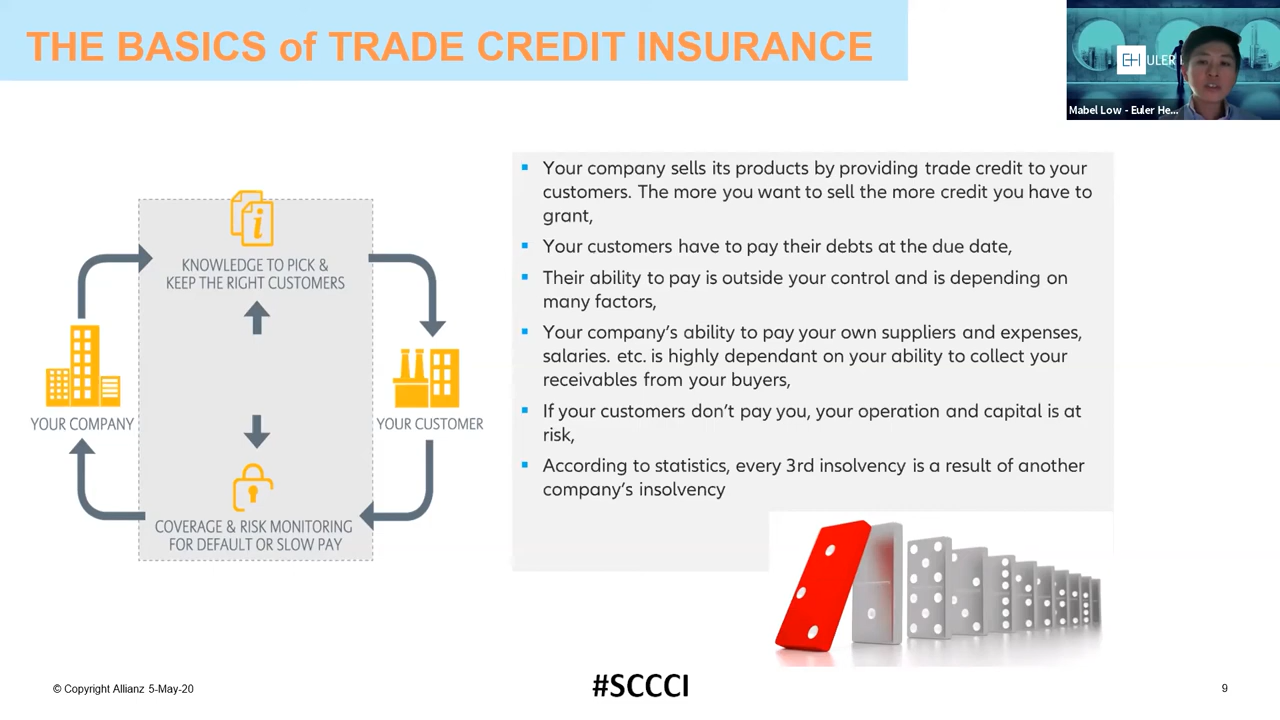 THE BASICS of TRADE CREDIT INSURANCE
EH ULER
Mabel Low - Euler He...
KNOWLEDGE TO PICK &
KEEP THE RIGHT CUSTOMERS
YOUR COMPANY
YOUR CUSTOMER
COVERAGE & RISK MONITORING
FOR DEFAULT OR SLOW PAY
Your company sells its products by providing trade credit to your
customers. The more you want to sell the more credit you have to
grant,
Your customers have to pay their debts at the due date,
Their ability to pay is outside your control and is depending on
many factors,
Your company's ability to pay your own suppliers and expenses,
salaries. etc. is highly dependant on your ability to collect your
receivables from your buyers,
If your customers don't pay you, your operation and capital is at
risk,
According to statistics, every 3rd insolvency is a result of another
company's insolvency
© Copyright Allianz 5-May-20
#SCCCI
9